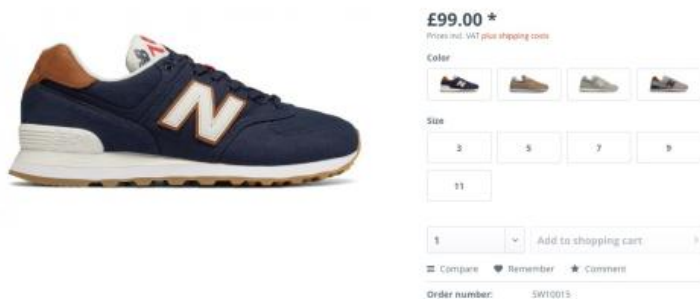 £99.00 *
Prices incl. VAT plus shipping costs
Color
Size
3 5 7 9
11
1 Add to shopping cart
Compare Remember Comment
Order number: SW10015
N